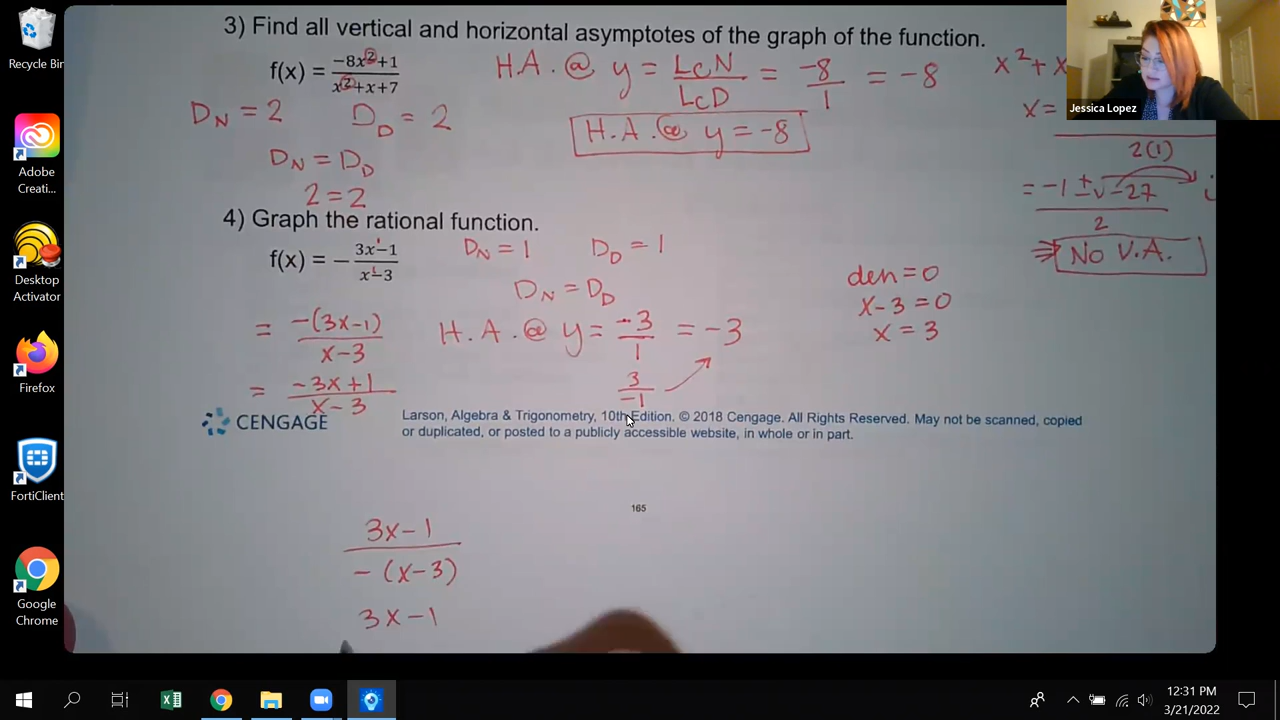 Recycle Bin
Adobe
Creati...
Desktop
Activator
Firefox
FortiClient
Google
Chrome
3) Find all vertical and horizontal asymptotes of the graph of the function.
f(x) = −8x²+1 / x²+x+7
H.A. @ y = LCN / LCD = -8 / 1 = -8
D_N = 2 D_D = 2
H.A. @ y = -8
D_N = D_D
2 = 2
x² + x
x =
2(1)
= -1 ± √-27 i
2
⇒ No V.A.
4) Graph the rational function.
f(x) = − 3x¹−1 / x¹−3
D_N = 1 D_D = 1
D_N = D_D
= -(3x-1) / x-3
H.A. @ y = -3 / 1 = -3
3 / -1
= -3x+1 / x-3
den = 0
x-3 = 0
x = 3
CENGAGE
Larson, Algebra & Trigonometry, 10th Edition. © 2018 Cengage. All Rights Reserved. May not be scanned, copied
or duplicated, or posted to a publicly accessible website, in whole or in part.
165
3x-1
-(x-3)
3x-1
Jessica Lopez
12:31 PM
3/21/2022